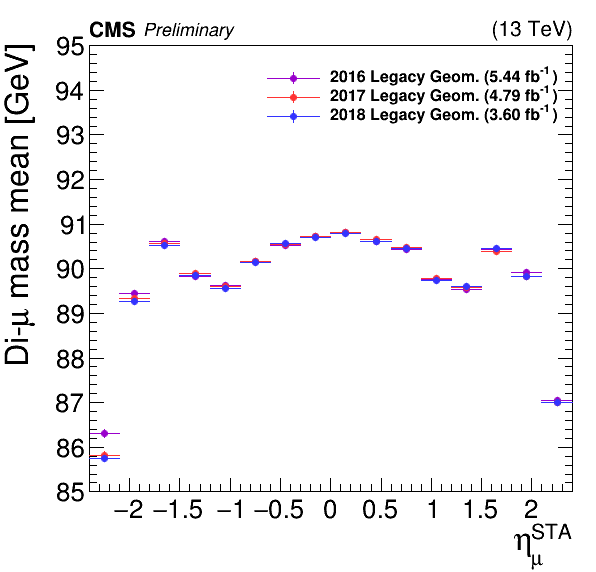 CMS Preliminary (13 TeV)
2016 Legacy Geom. (5.44 fb⁻¹)
2017 Legacy Geom. (4.79 fb⁻¹)
2018 Legacy Geom. (3.60 fb⁻¹)
Di-μ mass mean [GeV]
95
94
93
92
91
90
89
88
87
86
85
−2 −1.5 −1 −0.5 0 0.5 1 1.5 2
η_μ^STA